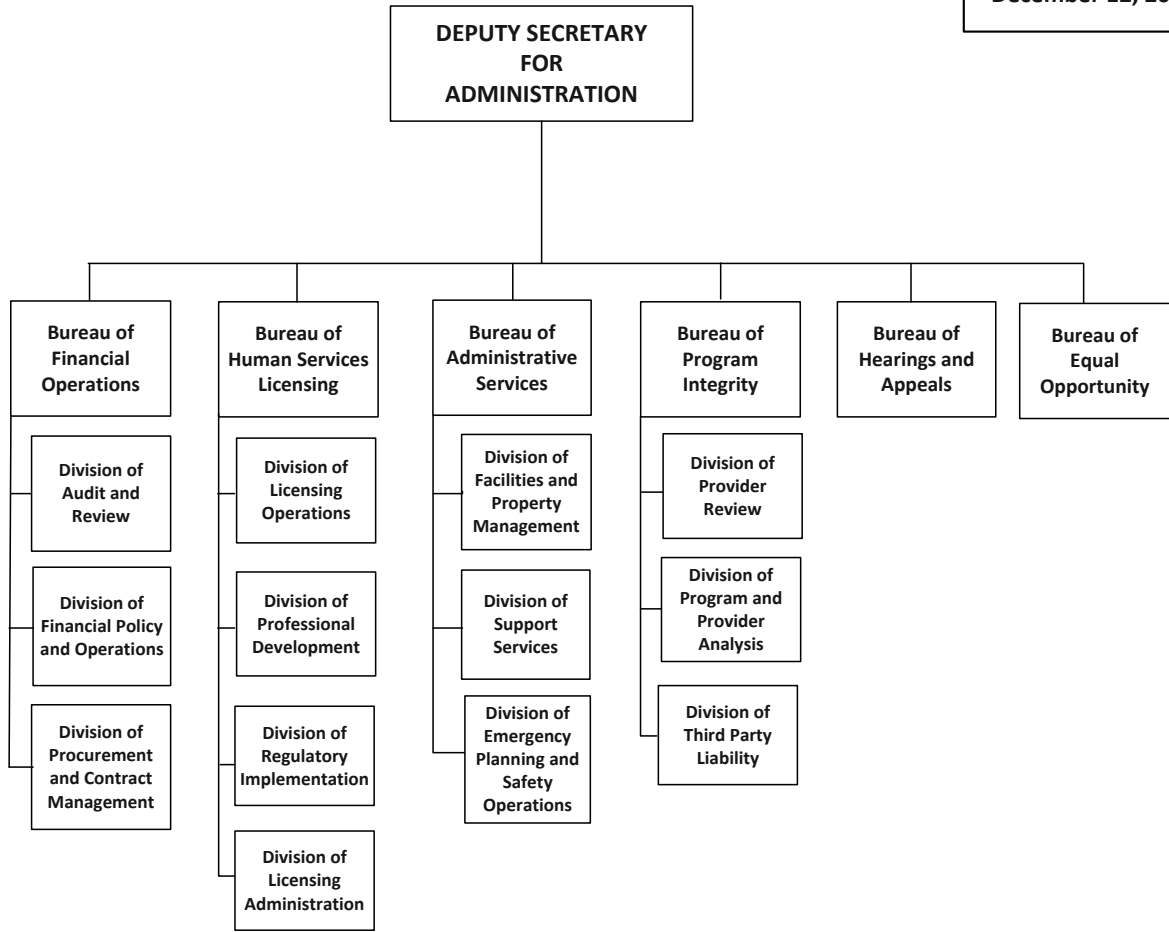 December 12, 20
DEPUTY SECRETARY
FOR
ADMINISTRATION
Bureau of
Financial
Operations
Bureau of
Human Services
Licensing
Bureau of
Administrative
Services
Bureau of
Program
Integrity
Bureau of
Hearings and
Appeals
Bureau of
Equal
Opportunity
Division of
Audit and
Review
Division of
Financial Policy
and Operations
Division of
Procurement
and Contract
Management
Division of
Licensing
Operations
Division of
Professional
Development
Division of
Regulatory
Implementation
Division of
Licensing
Administration
Division of
Facilities and
Property
Management
Division of
Support
Services
Division of
Emergency
Planning and
Safety
Operations
Division of
Provider
Review
Division of
Program and
Provider
Analysis
Division of
Third Party
Liability